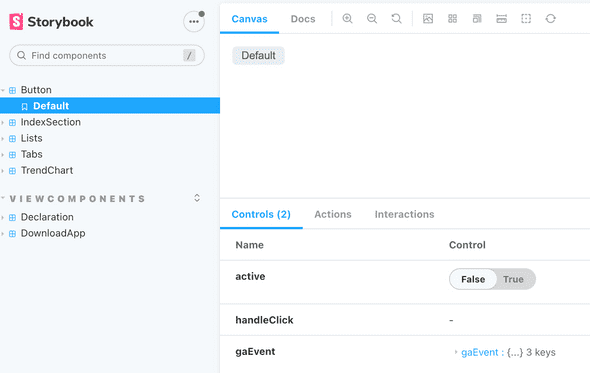 Storybook
Find components /
Button
Default
IndexSection
Lists
Tabs
TrendChart
VIEWCOMPONENTS
Declaration
DownloadApp
Canvas Docs
Default
Controls (2) Actions Interactions
Name Control
active False True
handleClick -
gaEvent gaEvent : {...} 3 keys